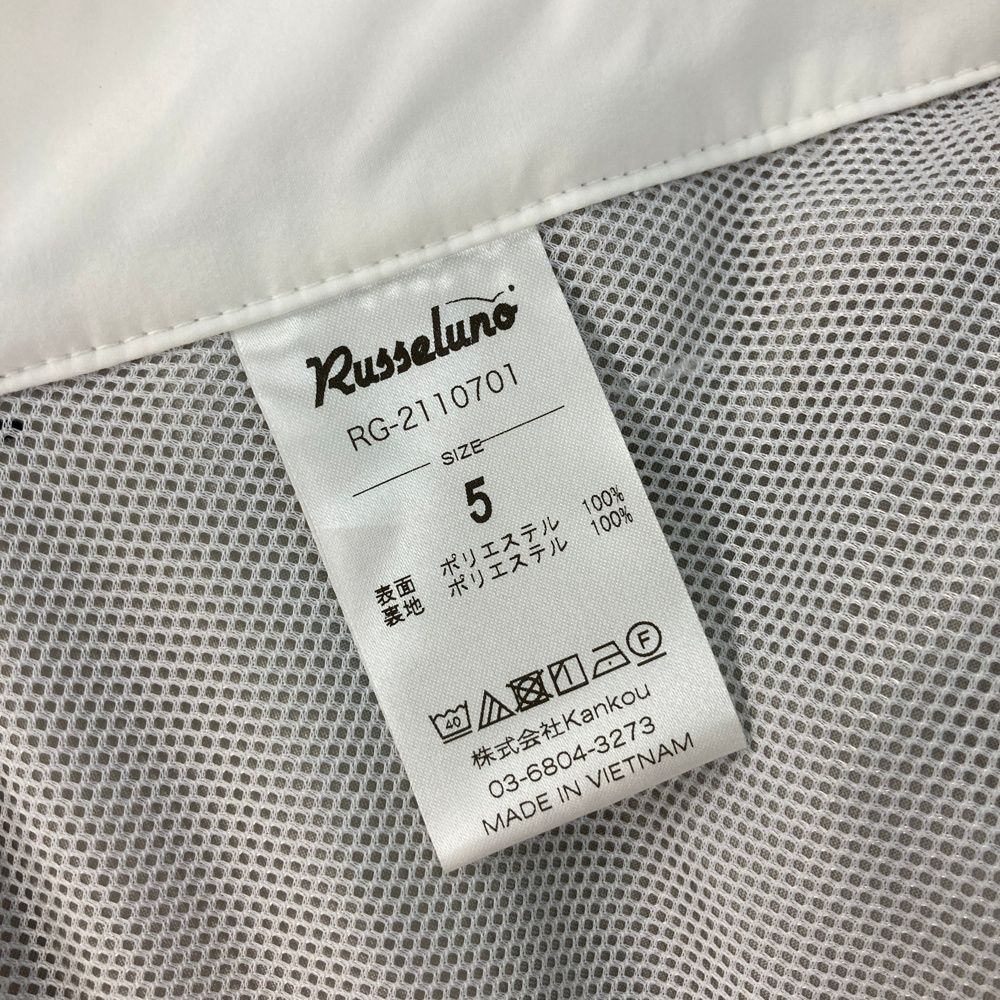 Russeluno
RG-2110701
SIZE
5
表面 ポリエステル 100%
裏地 ポリエステル 100%
40 F
株式会社Kankou
03-6804-3273
MADE IN VIETNAM